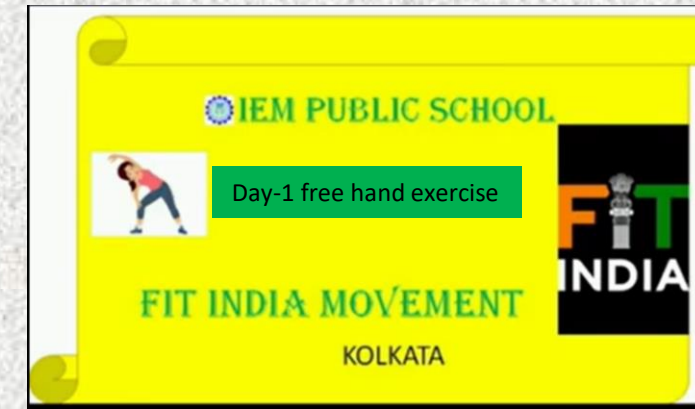 IEM PUBLIC SCHOOL
Day-1 free hand exercise
FIT
INDIA
FIT INDIA MOVEMENT
KOLKATA